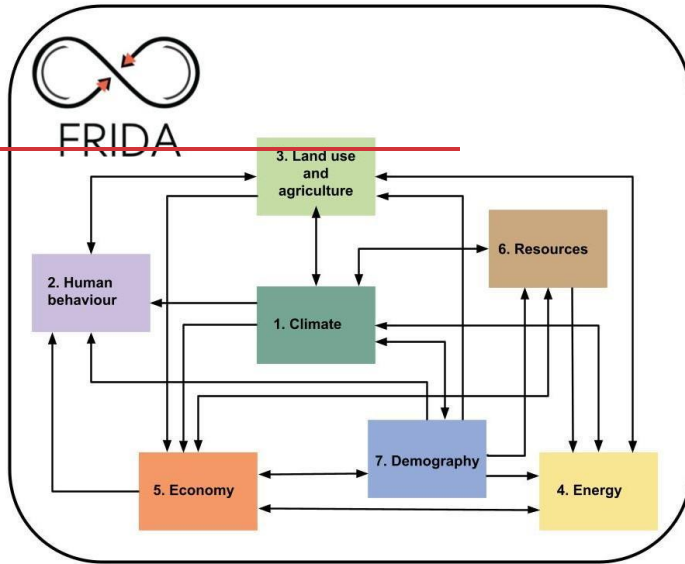 FRIDA
3. Land use
and
agriculture
6. Resources
2. Human
behaviour
1. Climate
7. Demography
5. Economy
4. Energy